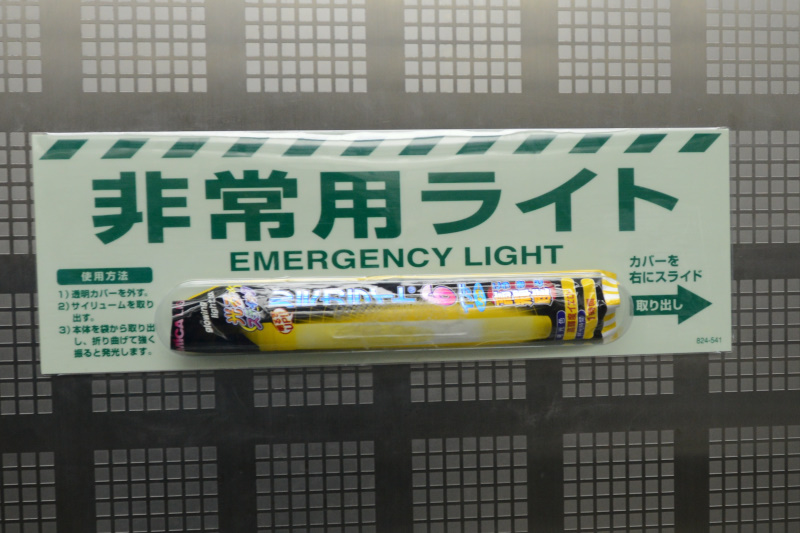 非常用ライト
EMERGENCY LIGHT
使用方法
1）透明カバーを外す。
2）サイリュームを取り
出す。
3）本体を袋から取り出
し、折り曲げて強く
振ると発光します。
カバーを
右にスライド
取り出し
824-541